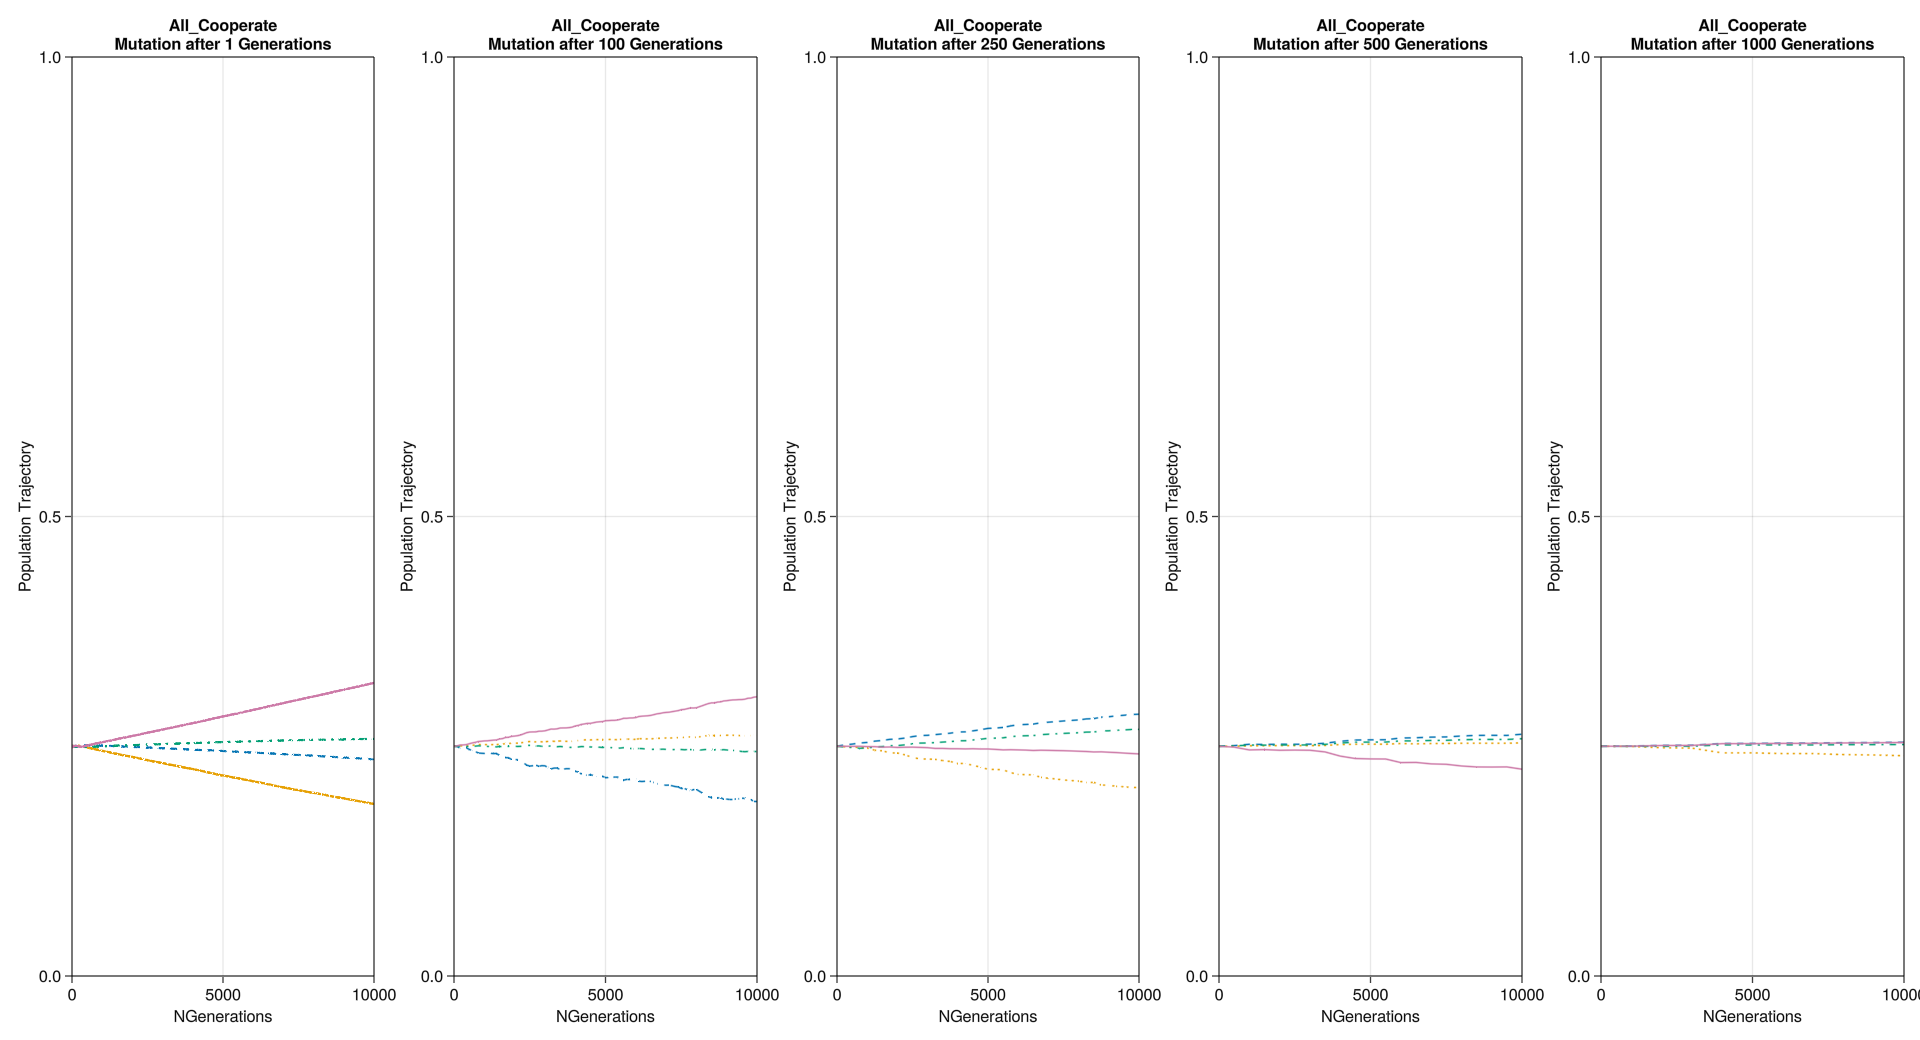 All_Cooperate
Mutation after 1 Generations
1.0
0.5
0.0
Population Trajectory
0
5000
10000
NGenerations
All_Cooperate
Mutation after 100 Generations
1.0
0.5
0.0
Population Trajectory
0
5000
10000
NGenerations
All_Cooperate
Mutation after 250 Generations
1.0
0.5
0.0
Population Trajectory
0
5000
10000
NGenerations
All_Cooperate
Mutation after 500 Generations
1.0
0.5
0.0
Population Trajectory
0
5000
10000
NGenerations
All_Cooperate
Mutation after 1000 Generations
1.0
0.5
0.0
Population Trajectory
0
5000
10000
NGenerations